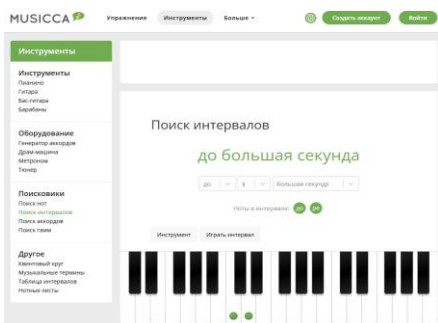 MUSICCA
Упражнения Инструменты Больше
Создать аккаунт Войти
Инструменты
Инструменты
Пианино
Гитара
Бас-гитара
Барабаны
Оборудование
Генератор аккордов
Драм-машина
Метроном
Тюнер
Поисковики
Поиск нот
Поиск интервалов
Поиск аккордов
Поиск гамм
Другое
Квинтовый круг
Музыкальные термины
Таблица интервалов
Нотные листы
Поиск интервалов
до большая секунда
до большая секунда
Ноты в интервале: до ре
Инструмент Играть интервал